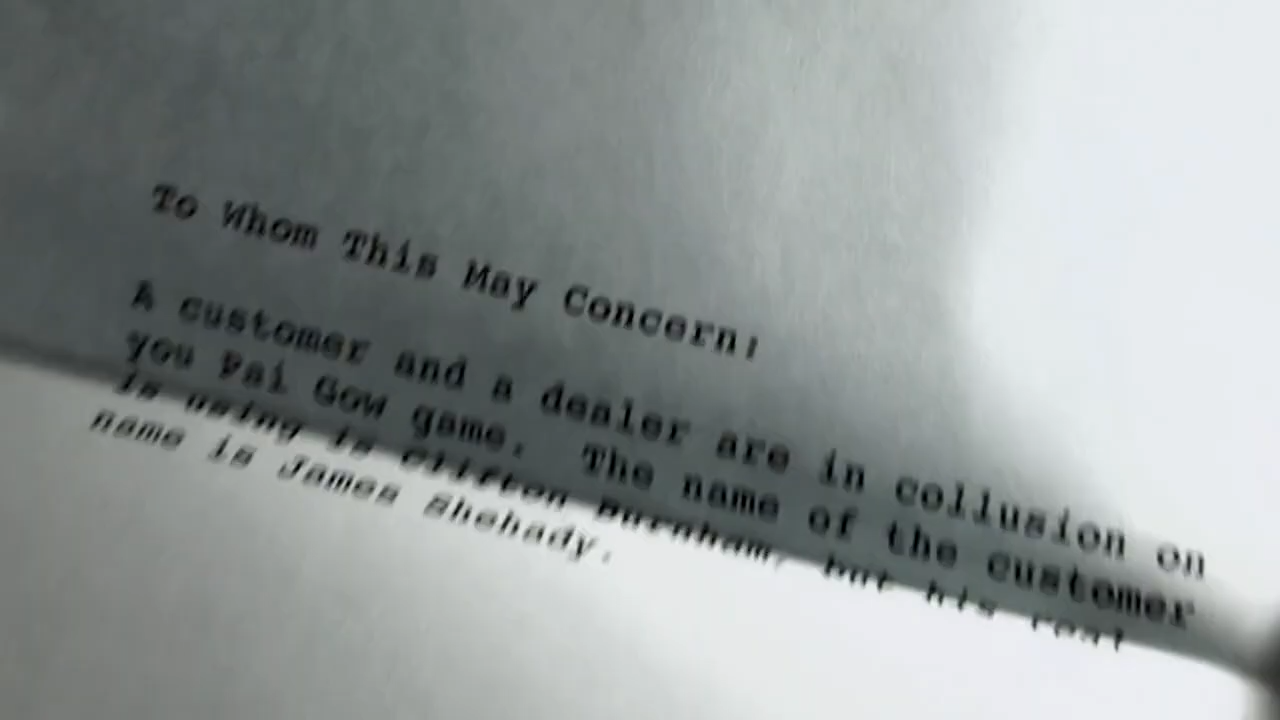 To Whom This May Concern:
A customer and a dealer are in collusion on
you Pai Gow game. The name of the customer
is using is Clifton Burnham, but his real
name is James Shehady.